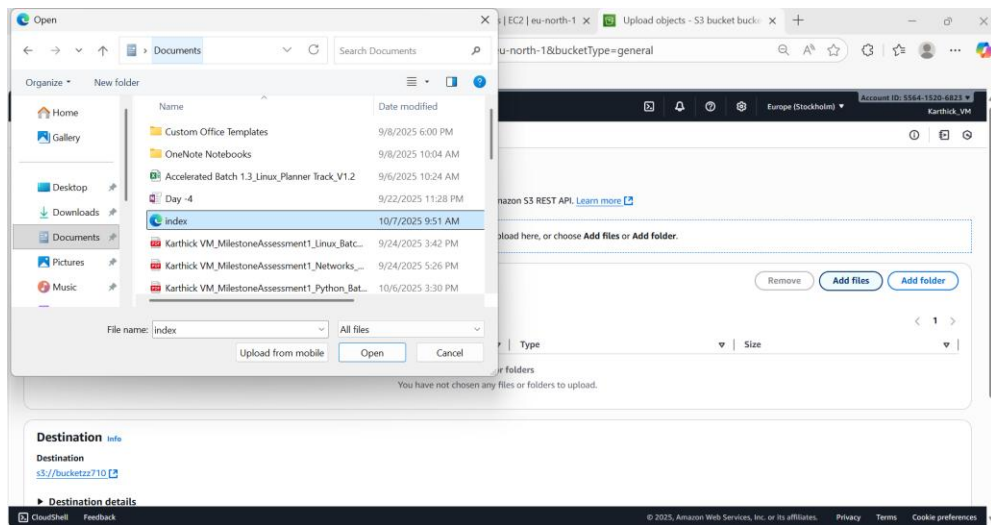 Open
s | EC2 | eu-north-1
Upload objects - S3 bucket bucke
Documents
Search Documents
eu-north-1&bucketType=general
Organize
New folder
Home
Gallery
Desktop
Downloads
Documents
Pictures
Music
Name
Date modified
Custom Office Templates
9/8/2025 6:00 PM
OneNote Notebooks
9/8/2025 10:04 AM
Accelerated Batch 1.3_Linux_Planner Track_V1.2
9/6/2025 10:24 AM
Day -4
9/22/2025 11:28 PM
index
10/7/2025 9:51 AM
Karthick VM_MilestoneAssessment1_Linux_Batc...
9/24/2025 3:42 PM
Karthick VM_MilestoneAssessment1_Networks_...
9/24/2025 5:26 PM
Karthick VM_MilestoneAssessment1_Python_Bat...
10/6/2025 3:30 PM
File name:
index
All files
Upload from mobile
Open
Cancel
Europe (Stockholm)
Account ID: 5564-1520-6823
Karthick_VM
mazon S3 REST API. Learn more
pload here, or choose Add files or Add folder.
Remove
Add files
Add folder
1
Type
Size
or folders
You have not chosen any files or folders to upload.
Destination Info
Destination
s3://bucketzz710
Destination details
CloudShell
Feedback
© 2025, Amazon Web Services, Inc. or its affiliates.
Privacy
Terms
Cookie preferences